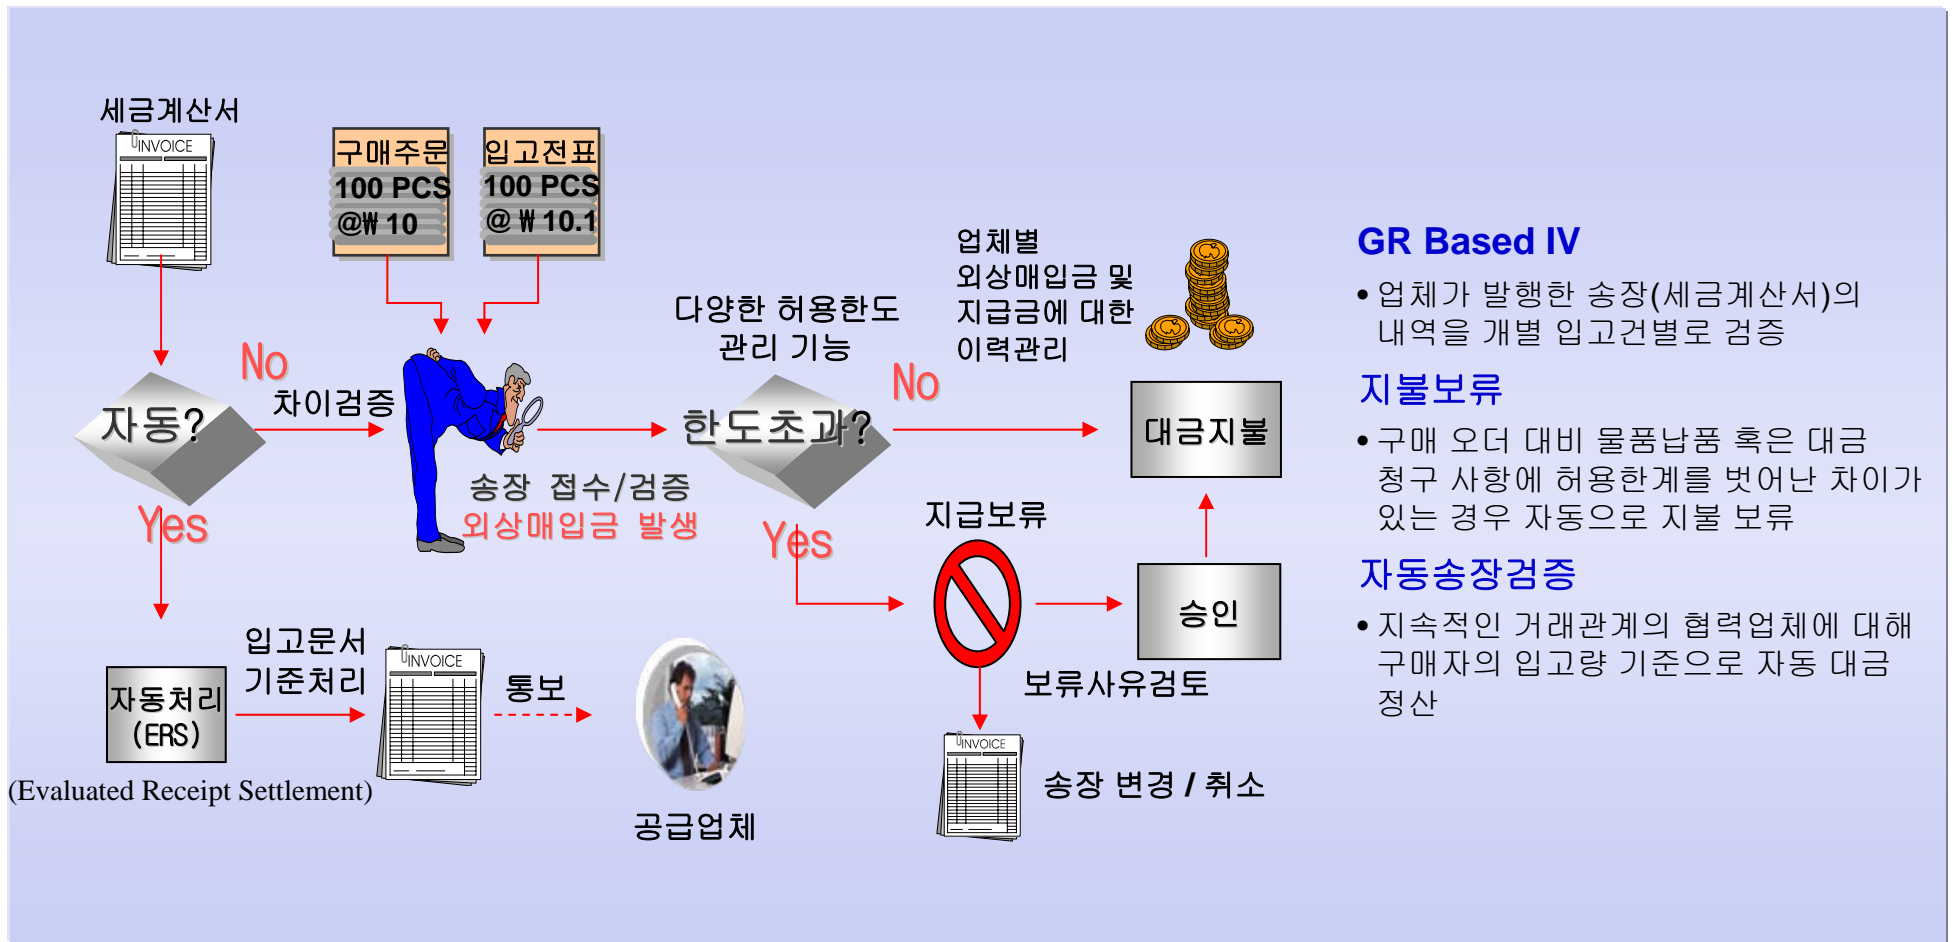 세금계산서
INVOICE
구매주문
100 PCS
@₩ 10
입고전표
100 PCS
@ ₩ 10.1
자동?
No
차이검증
Yes
송장 접수/검증
외상매입금 발생
다양한 허용한도
관리 기능
한도초과?
No
Yes
업체별
외상매입금 및
지급금에 대한
이력관리
대금지불
지급보류
승인
보류사유검토
INVOICE
송장 변경 / 취소
자동처리
(ERS)
(Evaluated Receipt Settlement)
입고문서
기준처리
INVOICE
통보
공급업체
GR Based IV
• 업체가 발행한 송장(세금계산서)의
내역을 개별 입고건별로 검증
지불보류
• 구매 오더 대비 물품납품 혹은 대금
청구 사항에 허용한계를 벗어난 차이가
있는 경우 자동으로 지불 보류
자동송장검증
• 지속적인 거래관계의 협력업체에 대해
구매자의 입고량 기준으로 자동 대금
정산